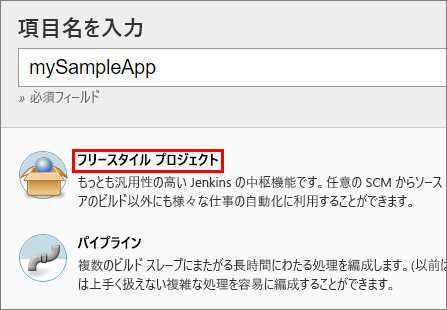 項目名を入力
mySampleApp
» 必須フィールド
フリースタイル プロジェクト
もっとも汎用性の高い Jenkins の中枢機能です。任意の SCM からソース
アのビルド以外にも様々な仕事の自動化に利用することができます。
パイプライン
複数のビルド スレーブにまたがる長時間にわたる処理を編成します。(以前は
は上手く扱えない複雑な処理を容易に編成することができます。